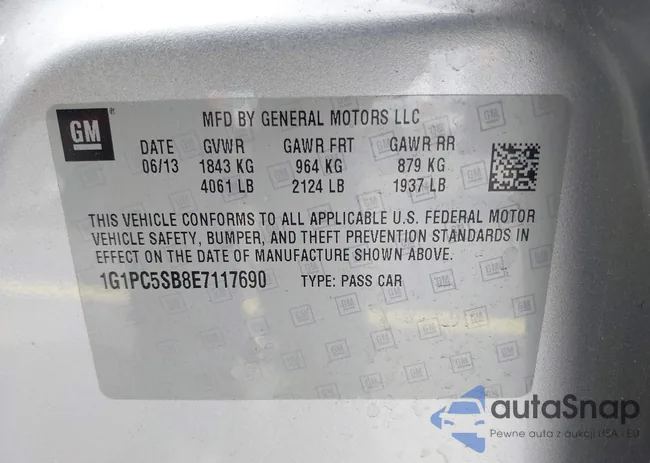 GM ®
MFD BY GENERAL MOTORS LLC
DATE GVWR GAWR FRT GAWR RR
06/13 1843 KG 964 KG 879 KG
4061 LB 2124 LB 1937 LB
THIS VEHICLE CONFORMS TO ALL APPLICABLE U.S. FEDERAL MOTOR
VEHICLE SAFETY, BUMPER, AND THEFT PREVENTION STANDARDS IN
EFFECT ON THE DATE OF MANUFACTURE SHOWN ABOVE.
1G1PC5SB8E7117690 TYPE: PASS CAR
autoSnap
Pewne auta z aukcji USA - EU